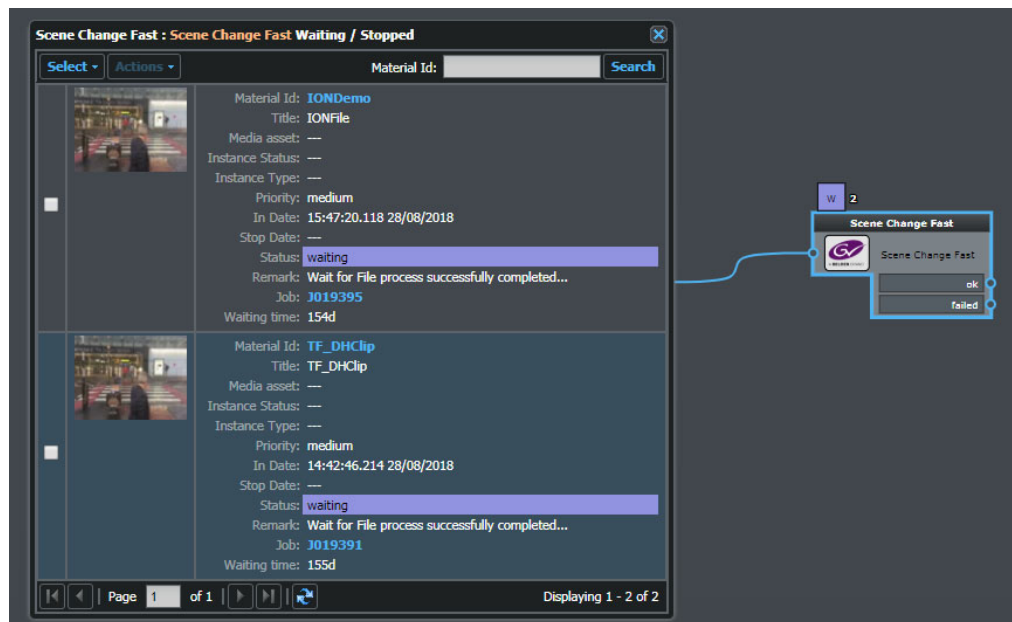 Scene Change Fast : Scene Change Fast Waiting / Stopped
Select Actions Material Id: Search
Material Id: IONDemo
Title: IONFile
Media asset: ---
Instance Status: ---
Instance Type: ---
Priority: medium
In Date: 15:47:20.118 28/08/2018
Stop Date: ---
Status: waiting
Remark: Wait for File process successfully completed...
Job: J019395
Waiting time: 154d
Material Id: TF_DHClip
Title: TF_DHClip
Media asset: ---
Instance Status: ---
Instance Type: ---
Priority: medium
In Date: 14:42:46.214 28/08/2018
Stop Date: ---
Status: waiting
Remark: Wait for File process successfully completed...
Job: J019391
Waiting time: 155d
Page 1 of 1 Displaying 1 - 2 of 2
W 2
Scene Change Fast
GV
Scene Change Fast
ok
failed